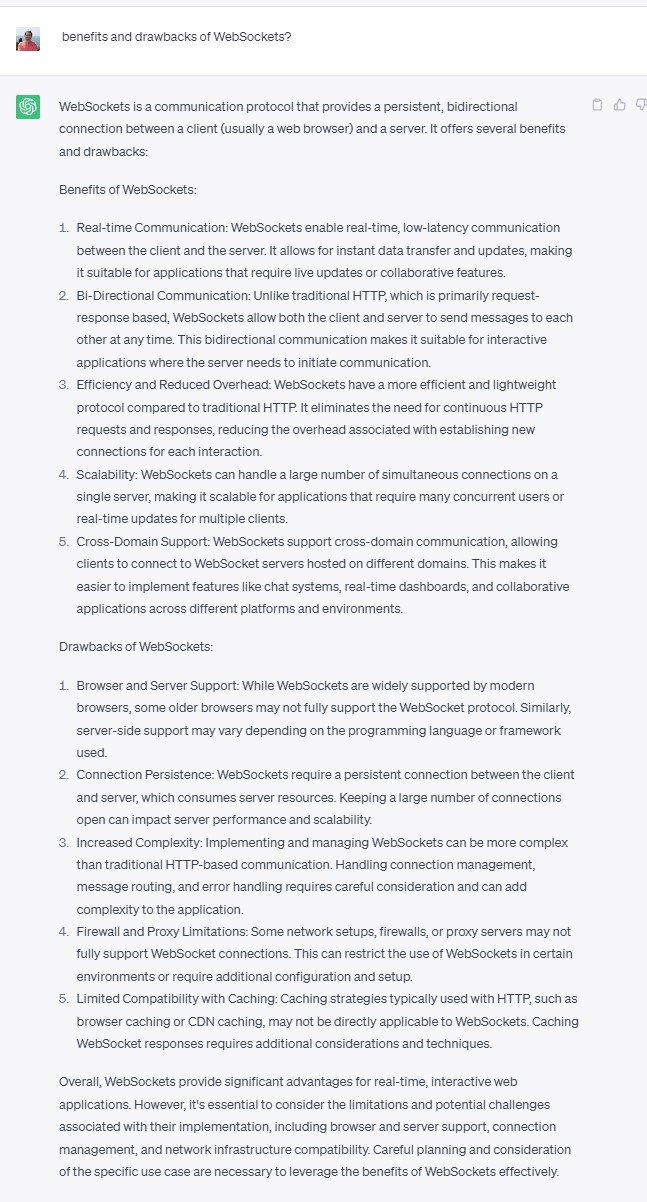 benefits and drawbacks of WebSockets?
WebSockets is a communication protocol that provides a persistent, bidirectional
connection between a client (usually a web browser) and a server. It offers several benefits
and drawbacks:
Benefits of WebSockets:
1. Real-time Communication: WebSockets enable real-time, low-latency communication
between the client and the server. It allows for instant data transfer and updates, making
it suitable for applications that require live updates or collaborative features.
2. Bi-Directional Communication: Unlike traditional HTTP, which is primarily request-
response based, WebSockets allow both the client and server to send messages to each
other at any time. This bidirectional communication makes it suitable for interactive
applications where the server needs to initiate communication.
3. Efficiency and Reduced Overhead: WebSockets have a more efficient and lightweight
protocol compared to traditional HTTP. It eliminates the need for continuous HTTP
requests and responses, reducing the overhead associated with establishing new
connections for each interaction.
4. Scalability: WebSockets can handle a large number of simultaneous connections on a
single server, making it scalable for applications that require many concurrent users or
real-time updates for multiple clients.
5. Cross-Domain Support: WebSockets support cross-domain communication, allowing
clients to connect to WebSocket servers hosted on different domains. This makes it
easier to implement features like chat systems, real-time dashboards, and collaborative
applications across different platforms and environments.
Drawbacks of WebSockets:
1. Browser and Server Support: While WebSockets are widely supported by modern
browsers, some older browsers may not fully support the WebSocket protocol. Similarly,
server-side support may vary depending on the programming language or framework
used.
2. Connection Persistence: WebSockets require a persistent connection between the client
and server, which consumes server resources. Keeping a large number of connections
open can impact server performance and scalability.
3. Increased Complexity: Implementing and managing WebSockets can be more complex
than traditional HTTP-based communication. Handling connection management,
message routing, and error handling requires careful consideration and can add
complexity to the application.
4. Firewall and Proxy Limitations: Some network setups, firewalls, or proxy servers may not
fully support WebSocket connections. This can restrict the use of WebSockets in certain
environments or require additional configuration and setup.
5. Limited Compatibility with Caching: Caching strategies typically used with HTTP, such as
browser caching or CDN caching, may not be directly applicable to WebSockets. Caching
WebSocket responses requires additional considerations and techniques.
Overall, WebSockets provide significant advantages for real-time, interactive web
applications. However, it's essential to consider the limitations and potential challenges
associated with their implementation, including browser and server support, connection
management, and network infrastructure compatibility. Careful planning and consideration
of the specific use case are necessary to leverage the benefits of WebSockets effectively.